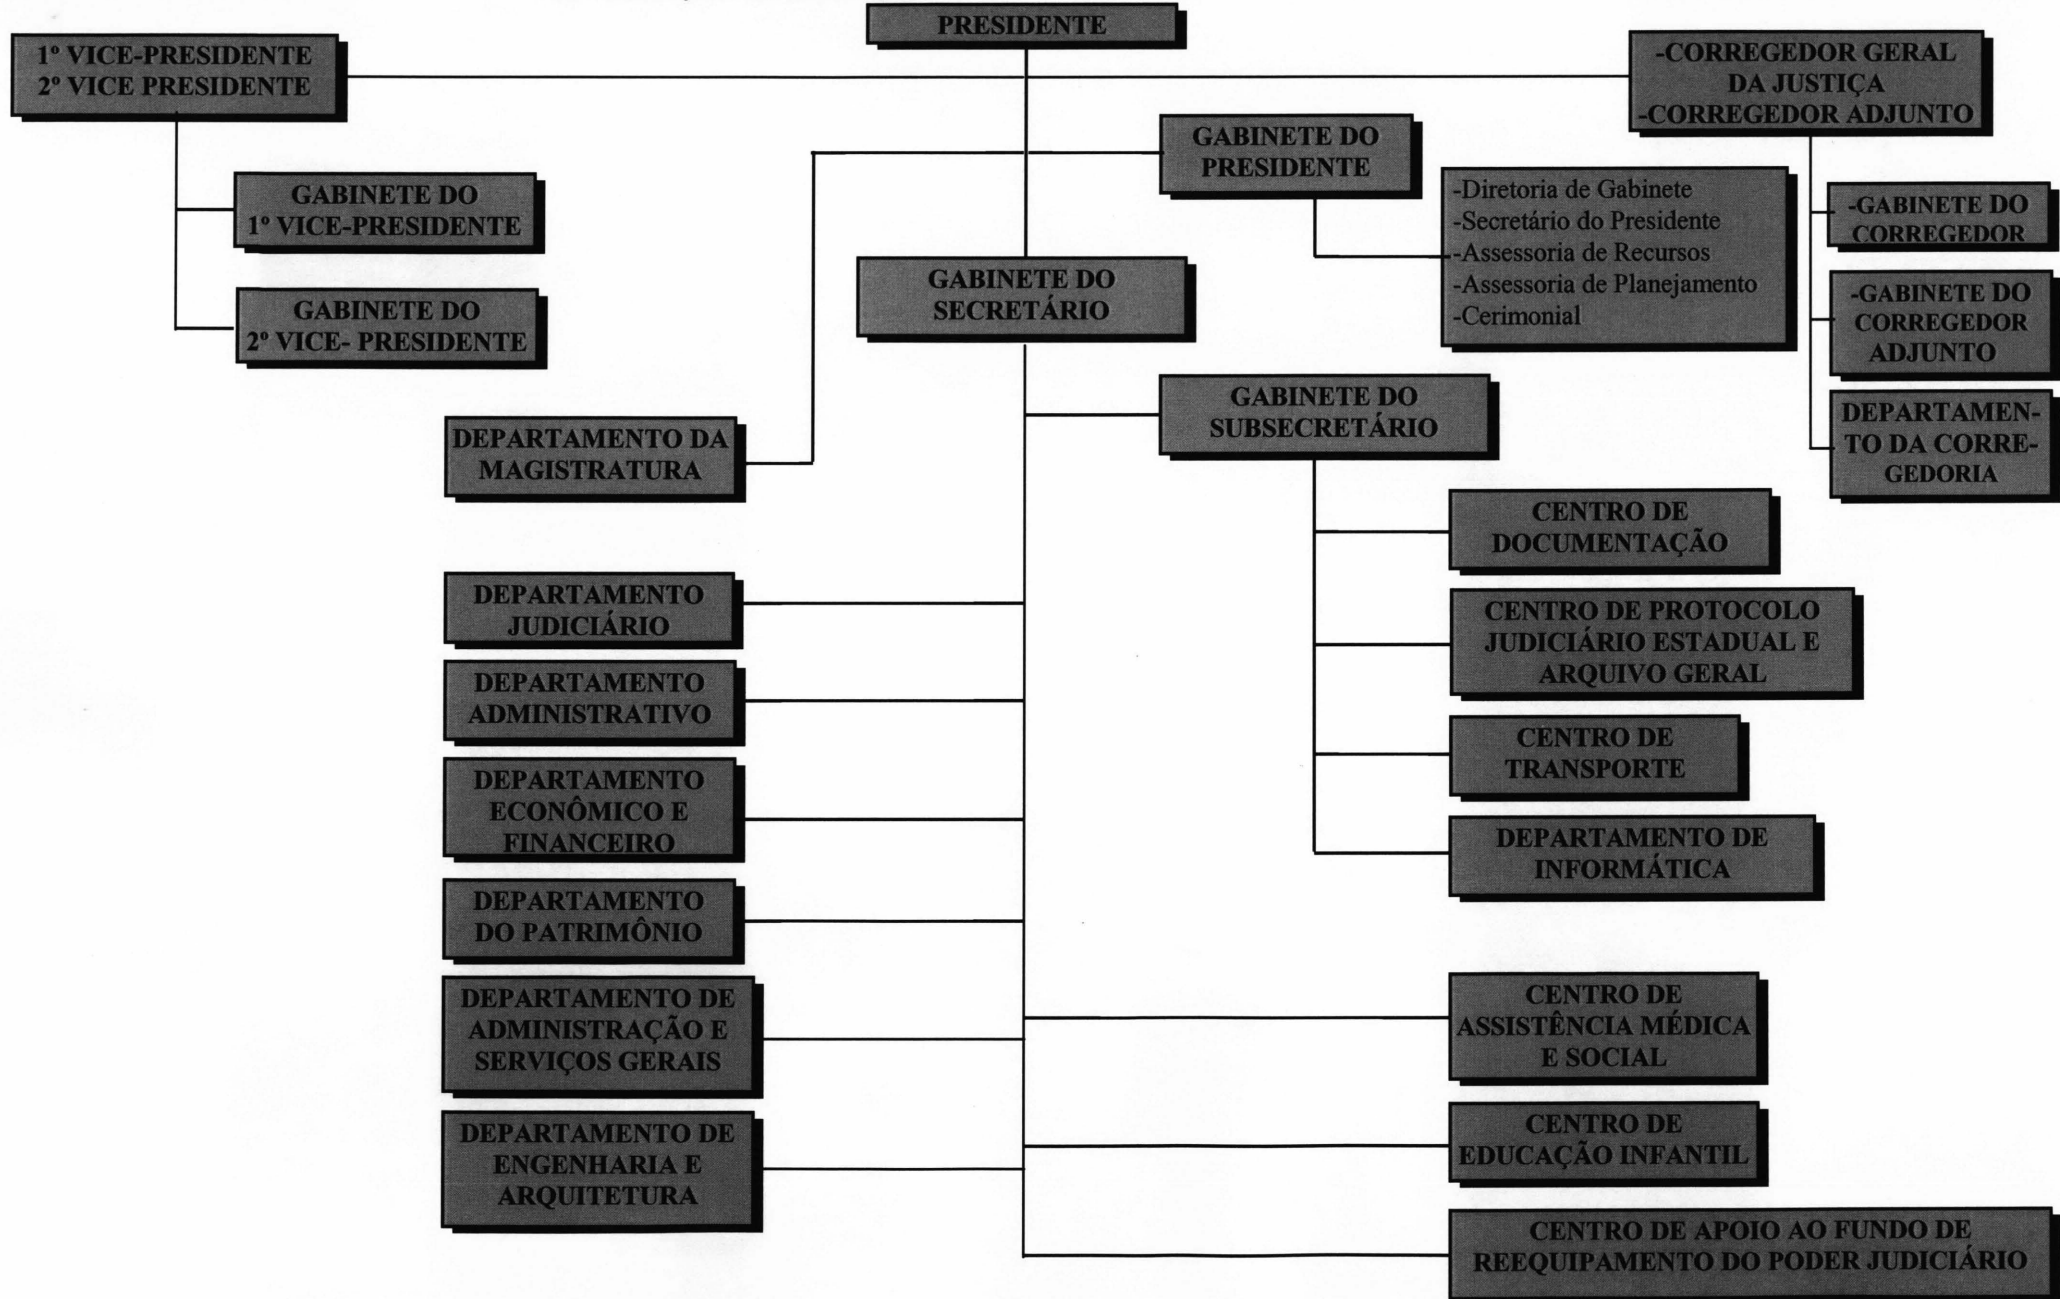 PRESIDENTE
1º VICE-PRESIDENTE
2º VICE PRESIDENTE
-CORREGEDOR GERAL
DA JUSTIÇA
-CORREGEDOR ADJUNTO
GABINETE DO
PRESIDENTE
-Diretoria de Gabinete
-Secretário do Presidente
-Assessoria de Recursos
-Assessoria de Planejamento
-Cerimonial
GABINETE DO
1º VICE-PRESIDENTE
GABINETE DO
2º VICE- PRESIDENTE
-GABINETE DO
CORREGEDOR
-GABINETE DO
CORREGEDOR
ADJUNTO
DEPARTAMEN-
TO DA CORRE-
GEDORIA
GABINETE DO
SECRETÁRIO
GABINETE DO
SUBSECRETÁRIO
DEPARTAMENTO DA
MAGISTRATURA
CENTRO DE
DOCUMENTAÇÃO
CENTRO DE PROTOCOLO
JUDICIÁRIO ESTADUAL E
ARQUIVO GERAL
CENTRO DE
TRANSPORTE
DEPARTAMENTO DE
INFORMÁTICA
DEPARTAMENTO
JUDICIÁRIO
DEPARTAMENTO
ADMINISTRATIVO
DEPARTAMENTO
ECONÔMICO E
FINANCEIRO
DEPARTAMENTO
DO PATRIMÔNIO
DEPARTAMENTO DE
ADMINISTRAÇÃO E
SERVIÇOS GERAIS
DEPARTAMENTO DE
ENGENHARIA E
ARQUITETURA
CENTRO DE
ASSISTÊNCIA MÉDICA
E SOCIAL
CENTRO DE
EDUCAÇÃO INFANTIL
CENTRO DE APOIO AO FUNDO DE
REEQUIPAMENTO DO PODER JUDICIÁRIO